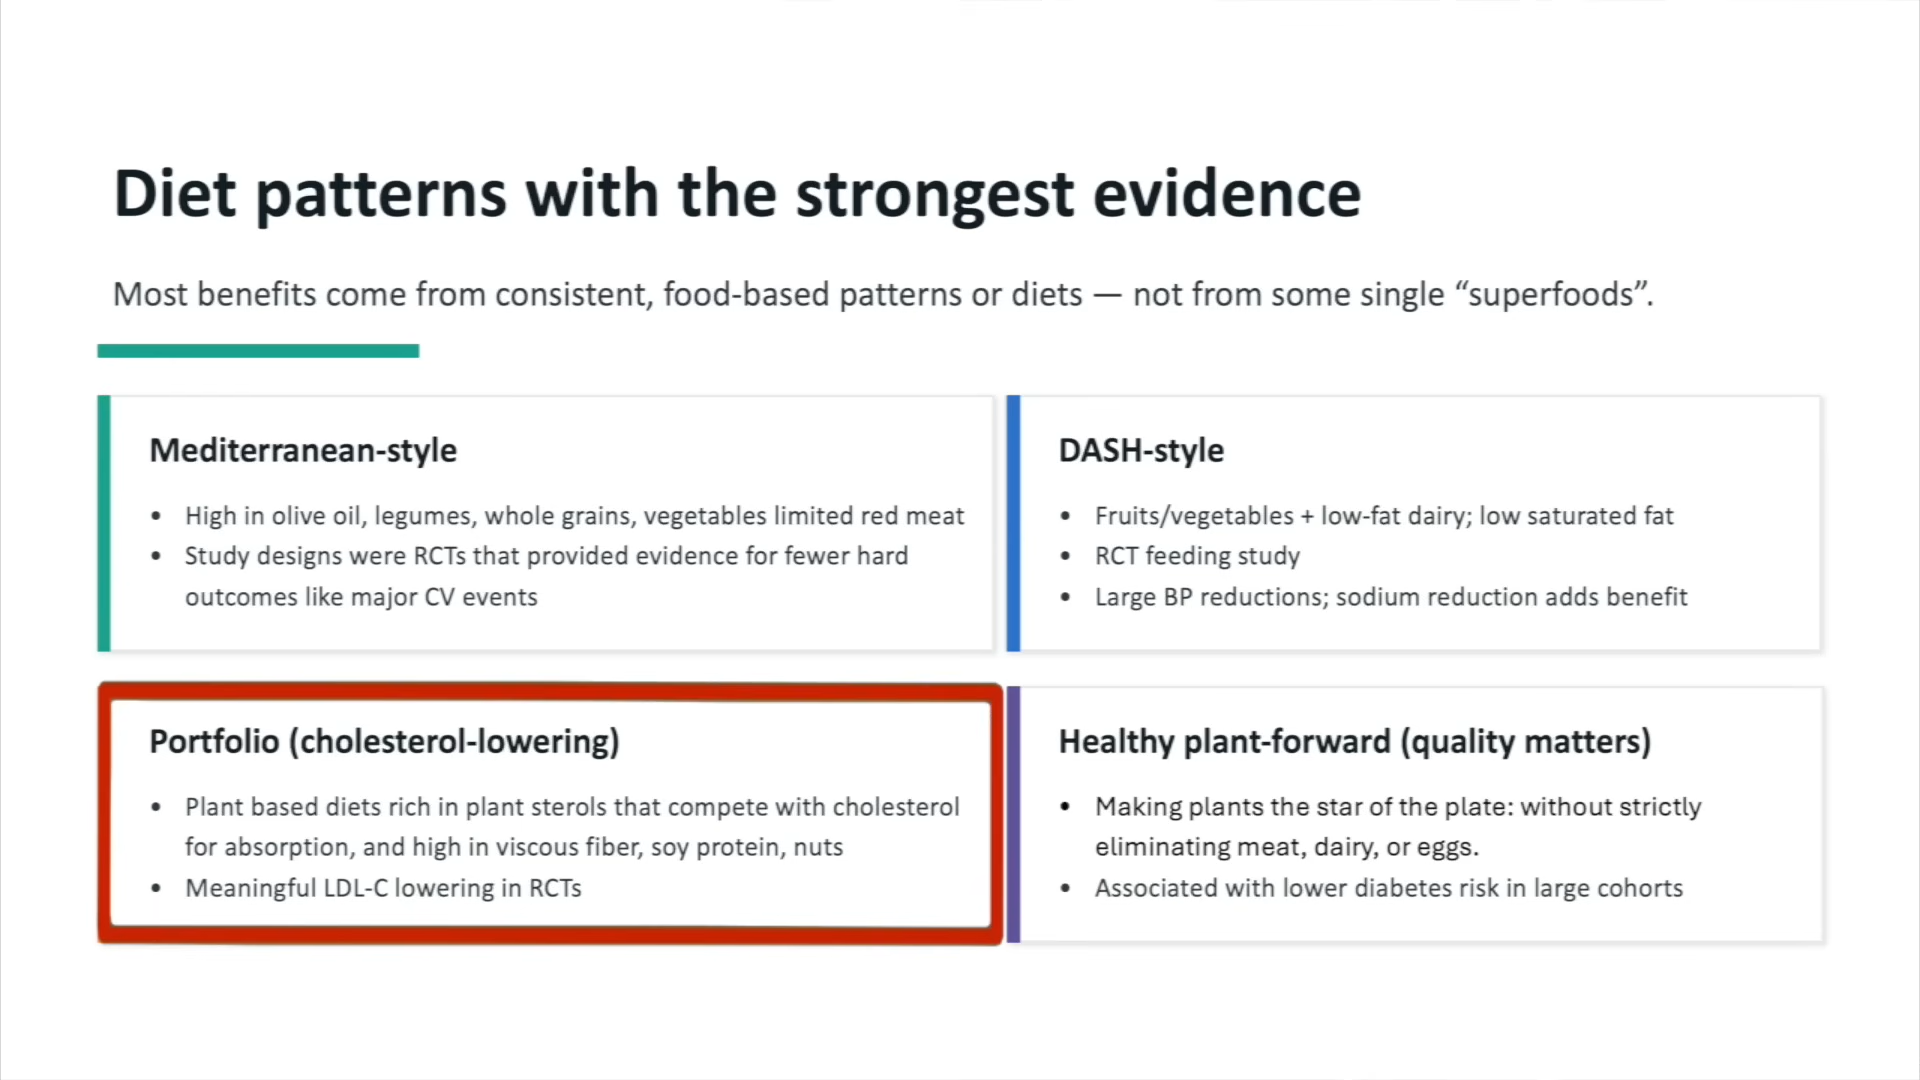 Diet patterns with the strongest evidence
Most benefits come from consistent, food-based patterns or diets — not from some single “superfoods”.
Mediterranean-style
• High in olive oil, legumes, whole grains, vegetables limited red meat
• Study designs were RCTs that provided evidence for fewer hard
outcomes like major CV events
DASH-style
• Fruits/vegetables + low-fat dairy; low saturated fat
• RCT feeding study
• Large BP reductions; sodium reduction adds benefit
Portfolio (cholesterol-lowering)
• Plant based diets rich in plant sterols that compete with cholesterol
for absorption, and high in viscous fiber, soy protein, nuts
• Meaningful LDL-C lowering in RCTs
Healthy plant-forward (quality matters)
• Making plants the star of the plate: without strictly
eliminating meat, dairy, or eggs.
• Associated with lower diabetes risk in large cohorts